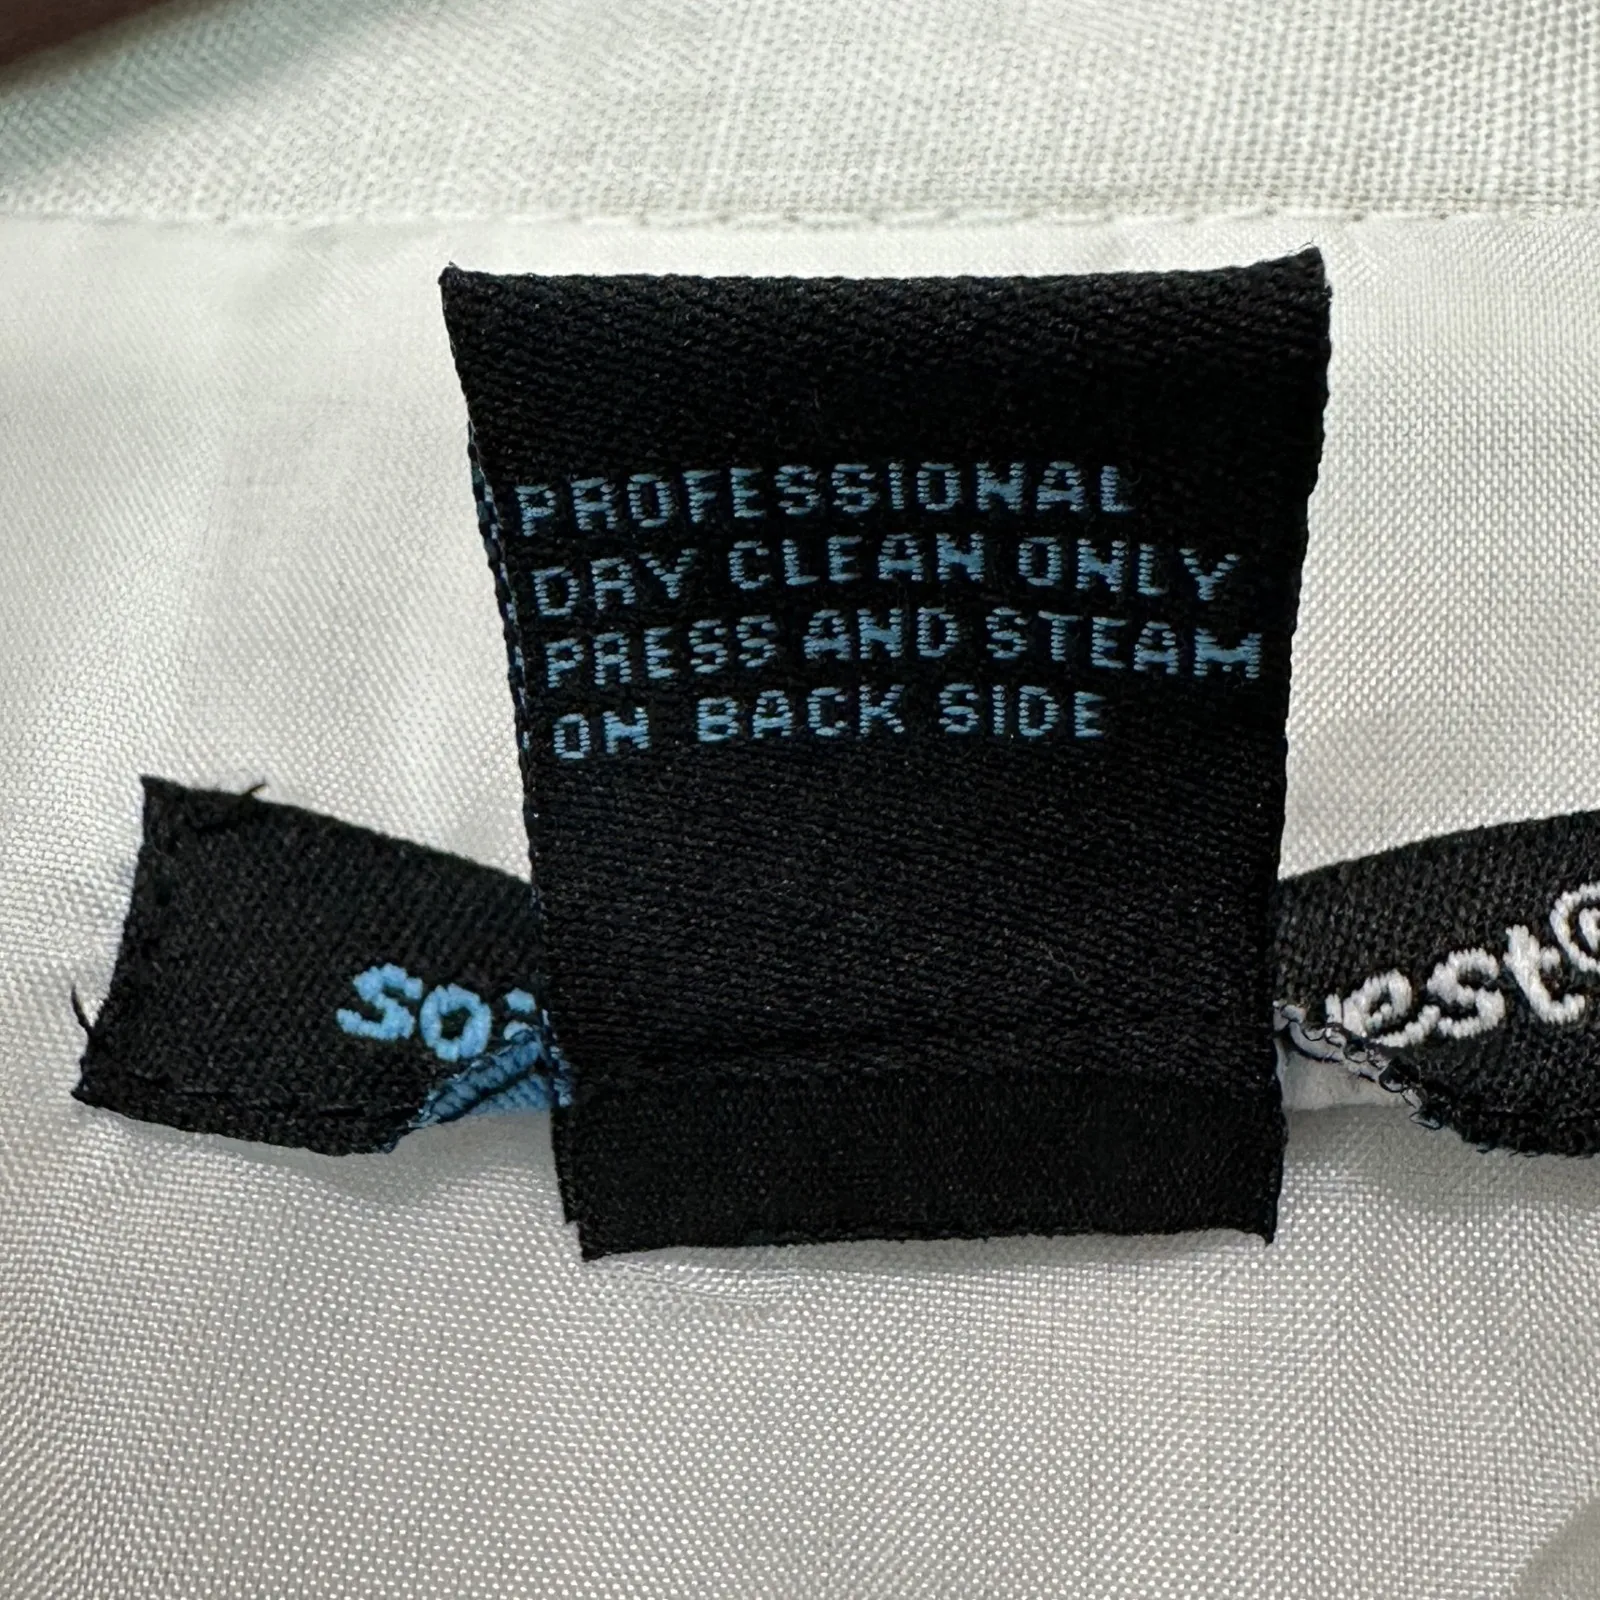 PROFESSIONAL
DRY CLEAN ONLY
PRESS AND STEAM
ON BACK SIDE